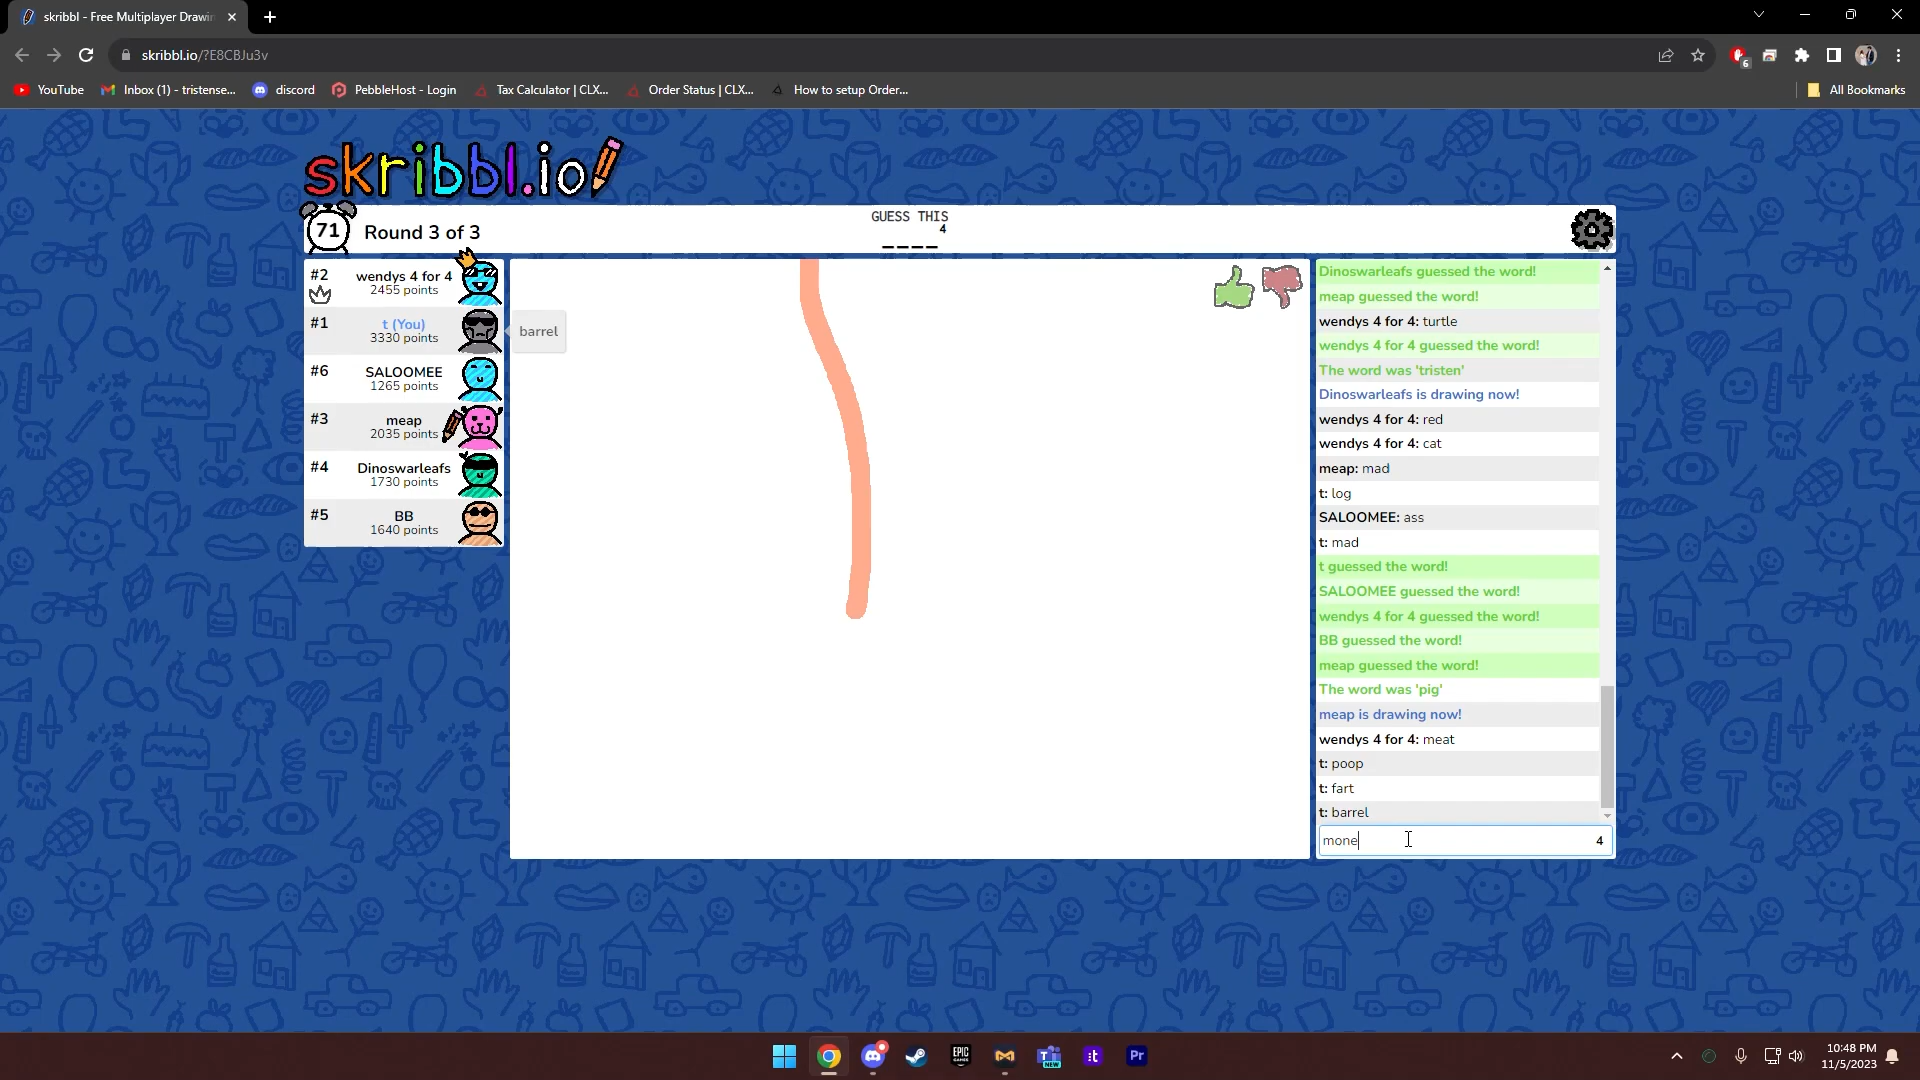 skribbl - Free Multiplayer Drawin
skribbl.io/?E8CBJu3v
6
YouTube
Inbox (1) - tristense...
discord
PebbleHost - Login
Tax Calculator | CLX...
Order Status | CLX...
How to setup Order...
All Bookmarks
skribbl.io
71
Round 3 of 3
GUESS THIS
4
_ _ _ _
#2
wendys 4 for 4
2455 points
#1
t (You)
3330 points
barrel
#6
SALOOMEE
1265 points
#3
meap
2035 points
#4
Dinoswarleafs
1730 points
#5
BB
1640 points
Dinoswarleafs guessed the word!
meap guessed the word!
wendys 4 for 4: turtle
wendys 4 for 4 guessed the word!
The word was 'tristen'
Dinoswarleafs is drawing now!
wendys 4 for 4: red
wendys 4 for 4: cat
meap: mad
t: log
SALOOMEE: ass
t: mad
t guessed the word!
SALOOMEE guessed the word!
wendys 4 for 4 guessed the word!
BB guessed the word!
meap guessed the word!
The word was 'pig'
meap is drawing now!
wendys 4 for 4: meat
t: poop
t: fart
t: barrel
mone
4
EPIC GAMES
NEW
:t
Pr
10:48 PM
11/5/2023